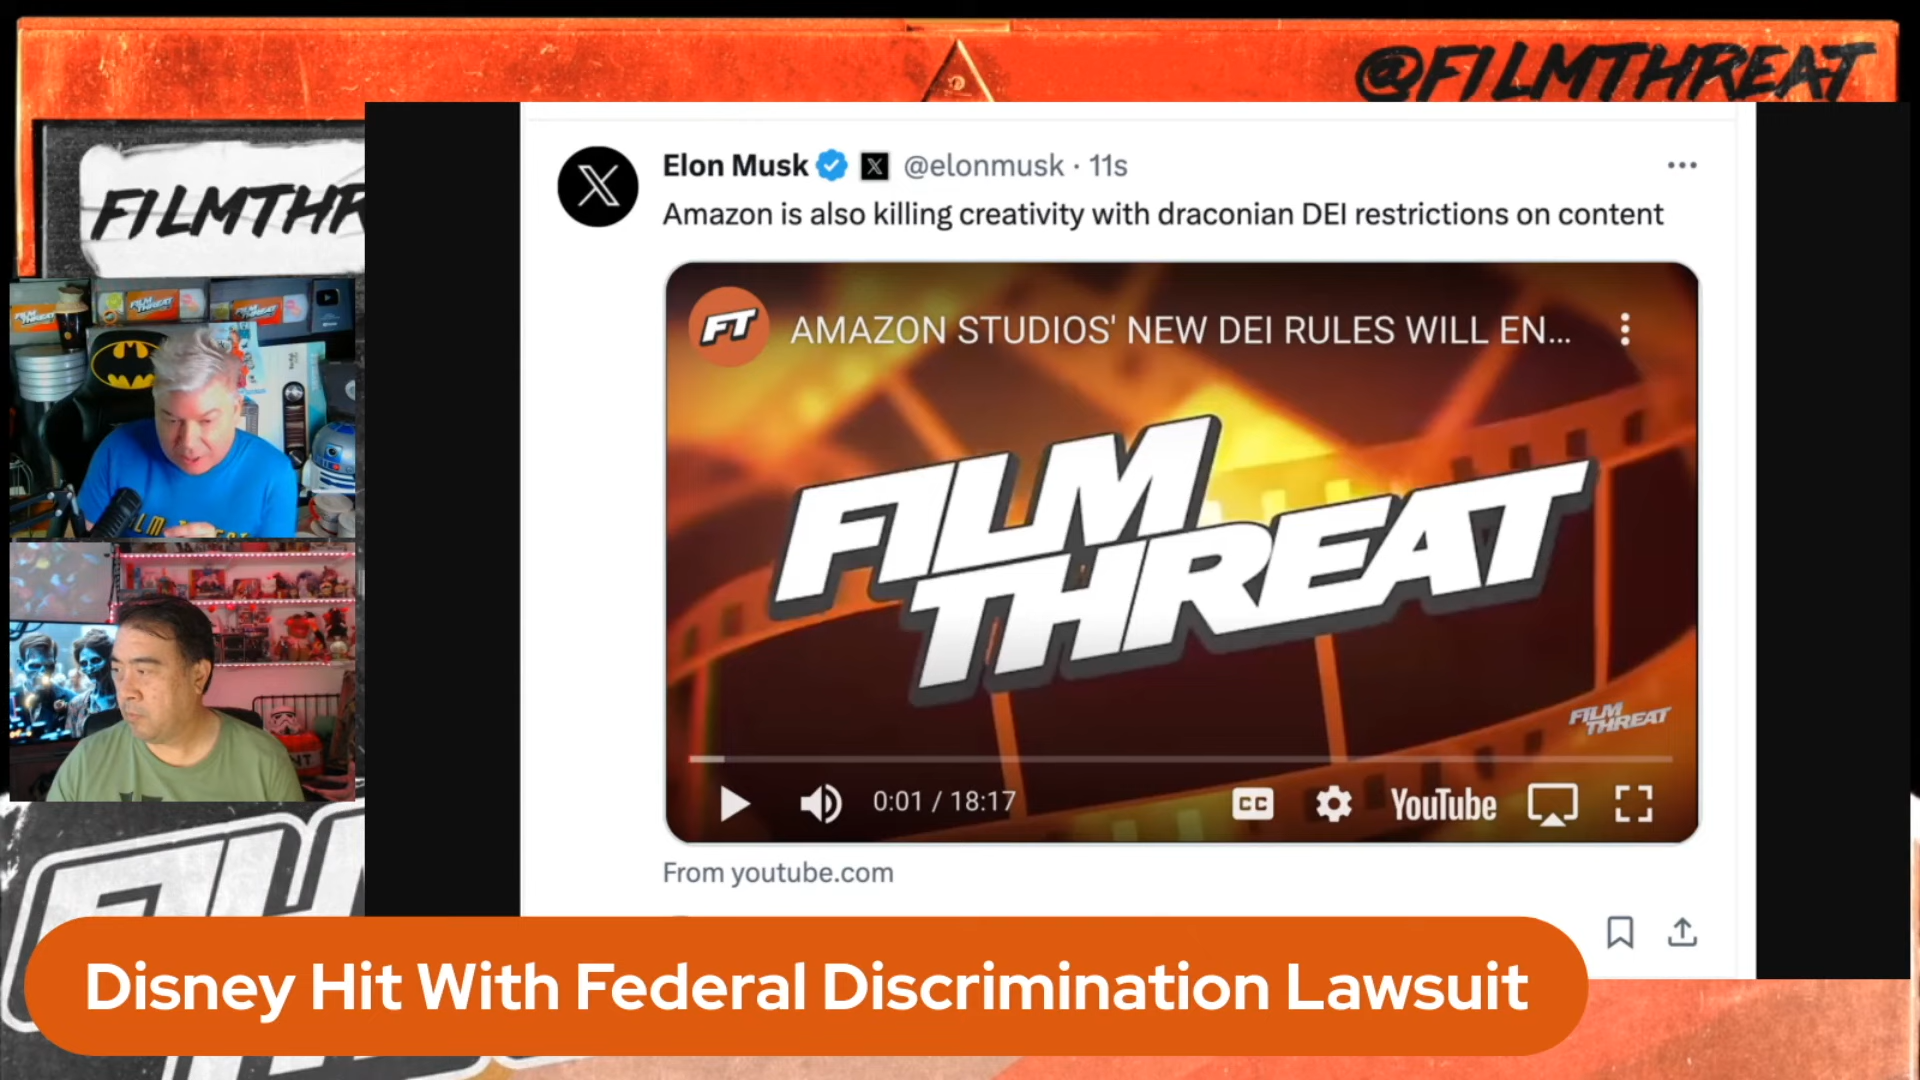 @FILMTHREAT
FILMTHR
Elon Musk @elonmusk · 11s
Amazon is also killing creativity with draconian DEI restrictions on content
FT
AMAZON STUDIOS' NEW DEI RULES WILL EN...
FILM
THREAT
FILM
THREAT
0:01 / 18:17
CC
YouTube
From youtube.com
Disney Hit With Federal Discrimination Lawsuit